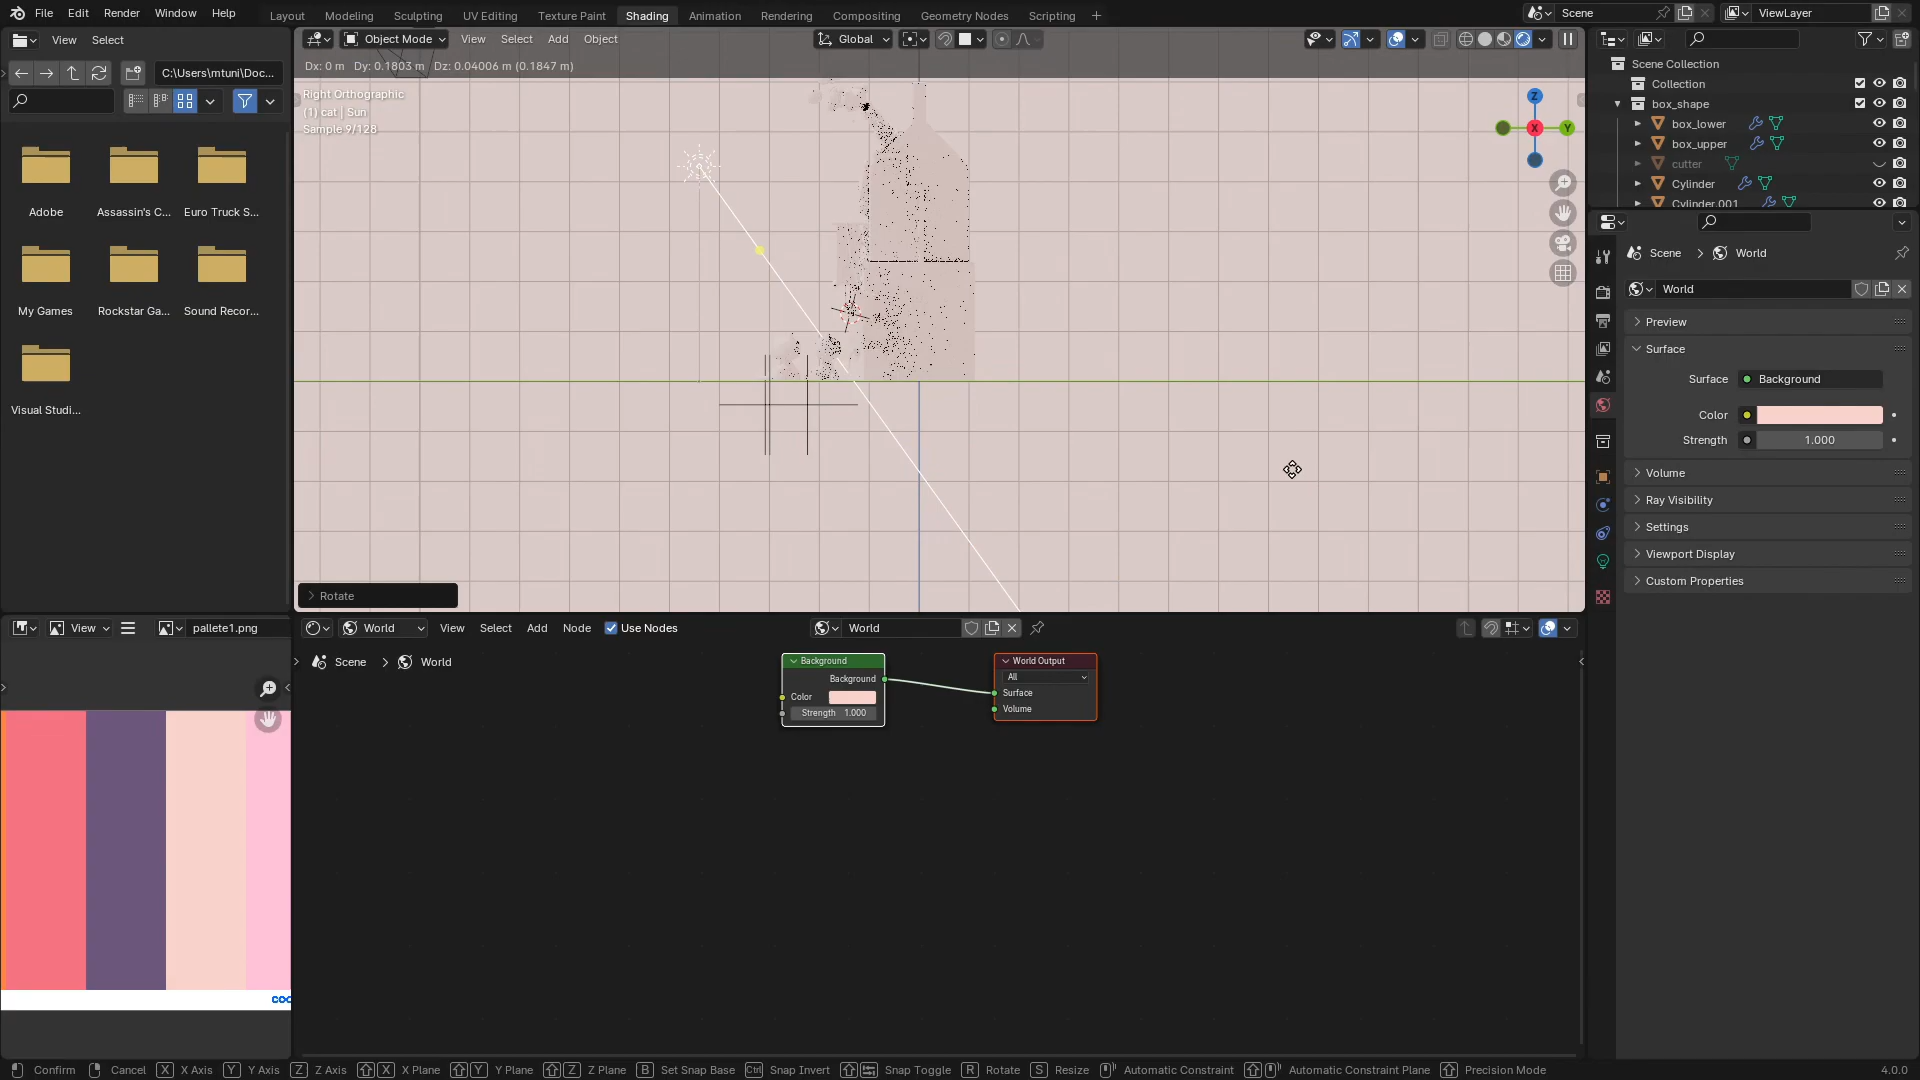 File Edit Render Window Help
Layout Modeling Sculpting UV Editing Texture Paint Shading Animation Rendering Compositing Geometry Nodes Scripting +
Scene
ViewLayer
View Select
C:\Users\mtuni\Doc...
Adobe
Assassin's C...
Euro Truck S...
My Games
Rockstar Ga...
Sound Recor...
Visual Studi...
Object Mode View Select Add Object
Global
Dx: 0 m Dy: 0.1803 m Dz: 0.04006 m (0.1847 m)
Right Orthographic
(1) cat | Sun
Sample 9/128
Z
X
Y
Rotate
Scene Collection
Collection
box_shape
box_lower
box_upper
cutter
Cylinder
Cylinder.001
Scene > World
World
Preview
Surface
Surface Background
Color
Strength 1.000
Volume
Ray Visibility
Settings
Viewport Display
Custom Properties
View
pallete1.png
coo
World View Select Add Node Use Nodes
World
Scene > World
Background
Background
Color
Strength 1.000
World Output
All
Surface
Volume
Confirm Cancel X X Axis Y Y Axis Z Z Axis X X Plane Y Y Plane Z Z Plane B Set Snap Base Ctrl Snap Invert Snap Toggle R Rotate S Resize Automatic Constraint Automatic Constraint Plane Precision Mode
4.0.0